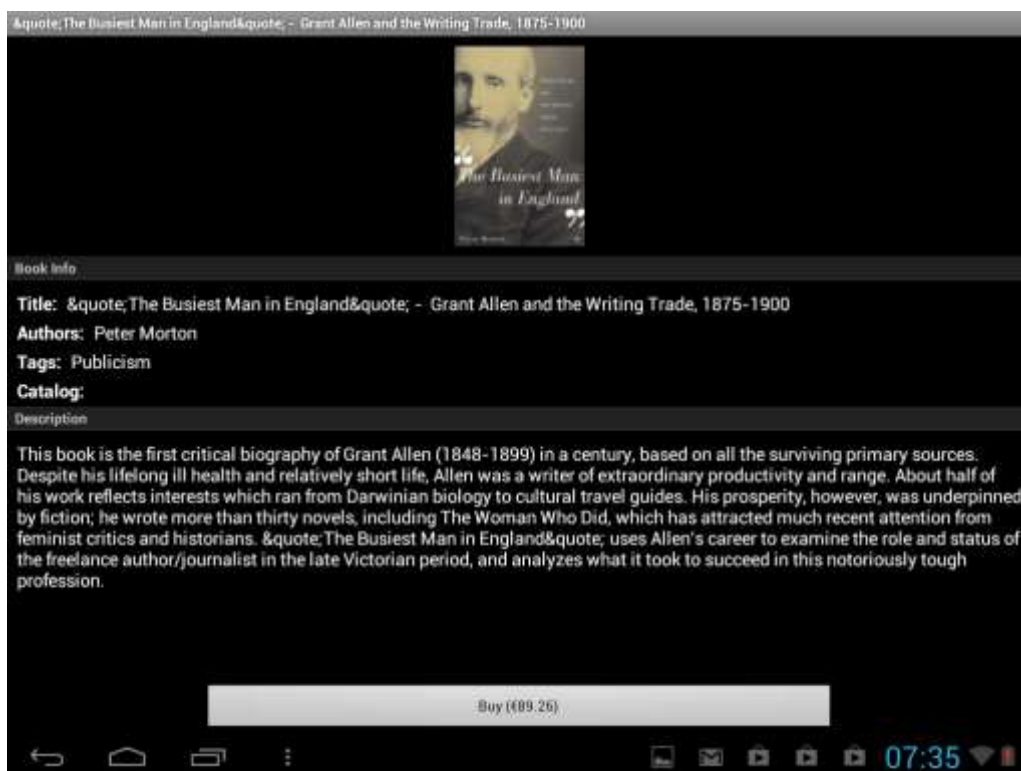 &quote;The Busiest Man in England&quote; - Grant Allen and the Writing Trade, 1875-1900
The Busiest Man
in England
Book Info
Title: &quote;The Busiest Man in England&quote; - Grant Allen and the Writing Trade, 1875-1900
Authors: Peter Morton
Tags: Publicism
Catalog:
Description
This book is the first critical biography of Grant Allen (1848-1899) in a century, based on all the surviving primary sources.
Despite his lifelong ill health and relatively short life, Allen was a writer of extraordinary productivity and range. About half of
his work reflects interests which ran from Darwinian biology to cultural travel guides. His prosperity, however, was underpinned
by fiction; he wrote more than thirty novels, including The Woman Who Did, which has attracted much recent attention from
feminist critics and historians. &quote;The Busiest Man in England&quote; uses Allen's career to examine the role and status of
the freelance author/journalist in the late Victorian period, and analyzes what it took to succeed in this notoriously tough
profession.
Buy (€89.26)
07:35